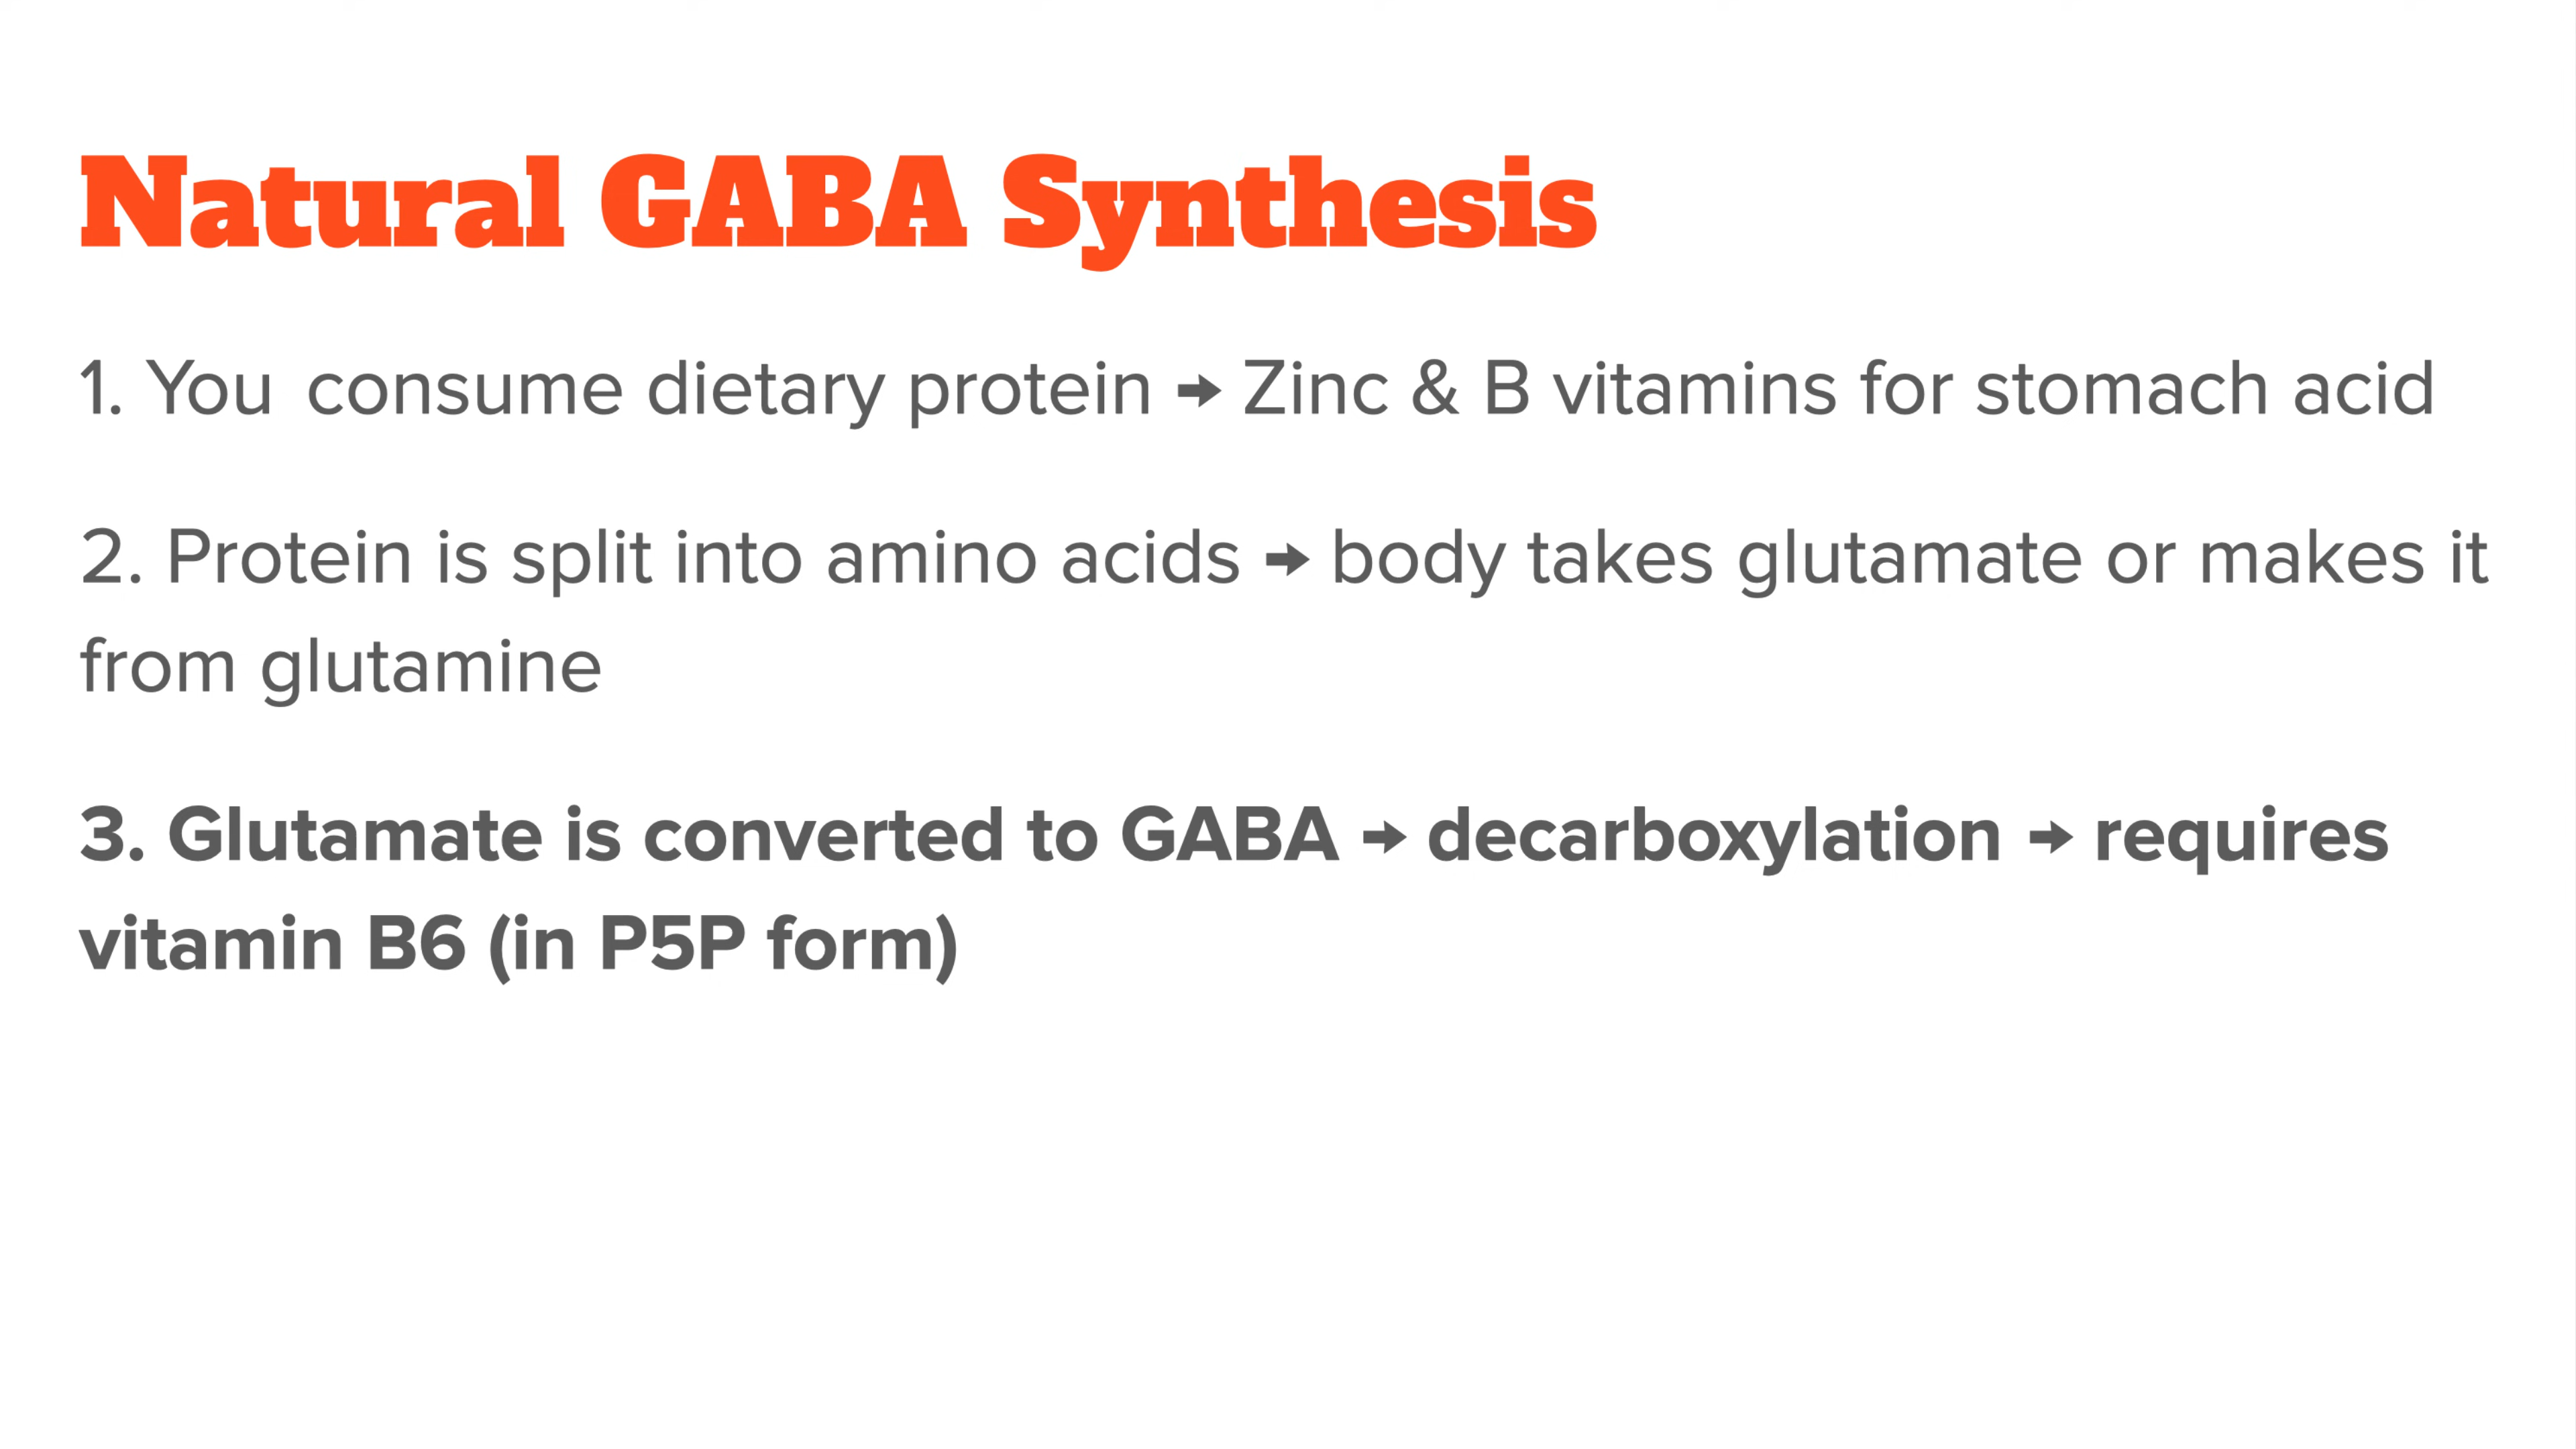 Natural GABA Synthesis
1. You consume dietary protein → Zinc & B vitamins for stomach acid
2. Protein is split into amino acids → body takes glutamate or makes it
from glutamine
3. Glutamate is converted to GABA → decarboxylation → requires
vitamin B6 (in P5P form)